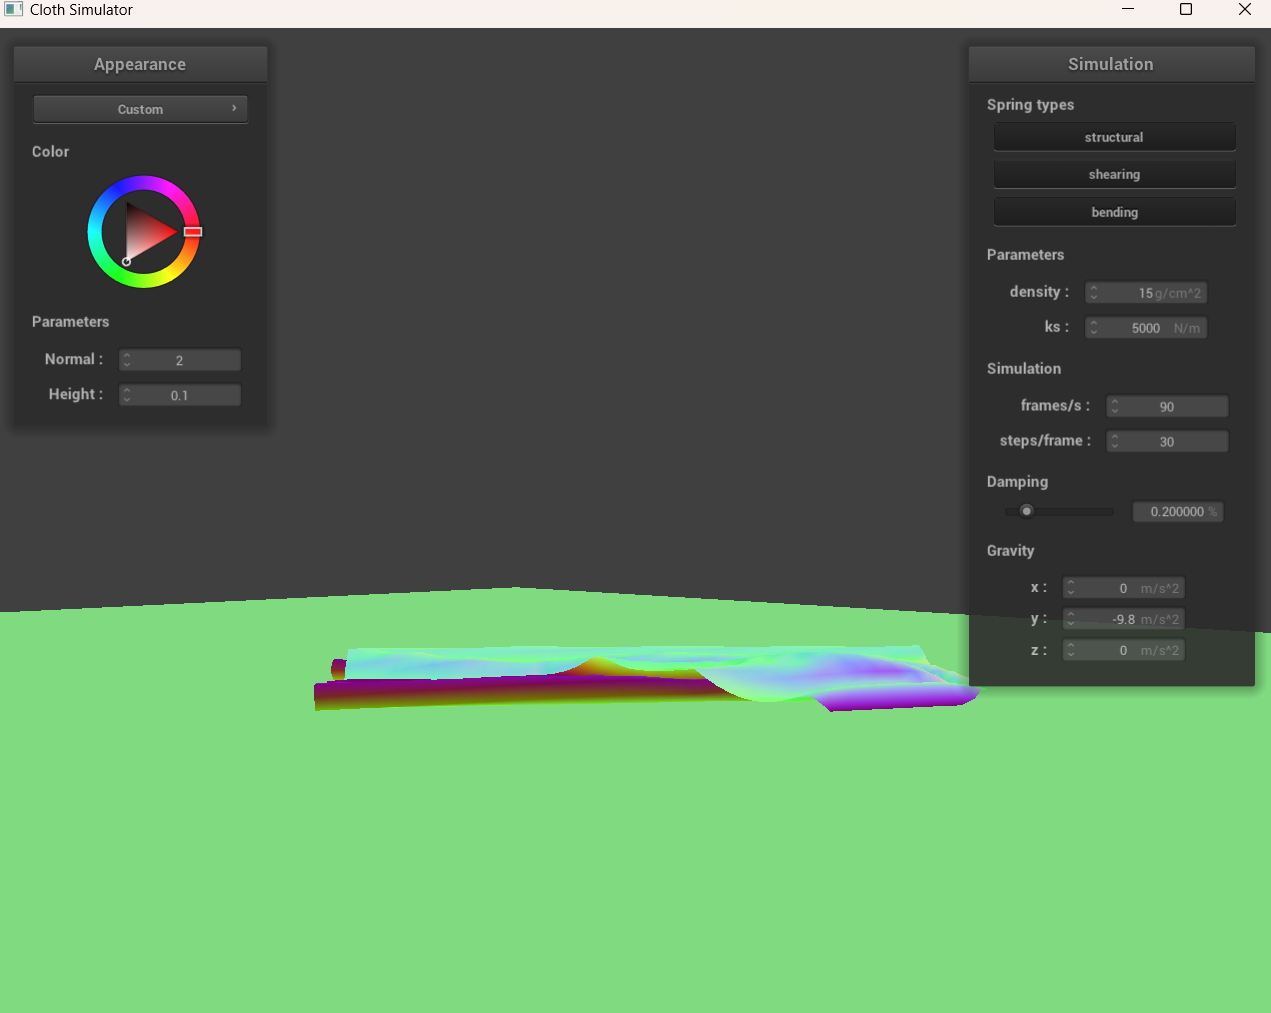 Cloth Simulator
Appearance
Custom
Color
Parameters
Normal : 2
Height : 0.1
Simulation
Spring types
structural
shearing
bending
Parameters
density : 15 g/cm^2
ks : 5000 N/m
Simulation
frames/s : 90
steps/frame : 30
Damping
0.200000 %
Gravity
x : 0 m/s^2
y : -9.8 m/s^2
z : 0 m/s^2